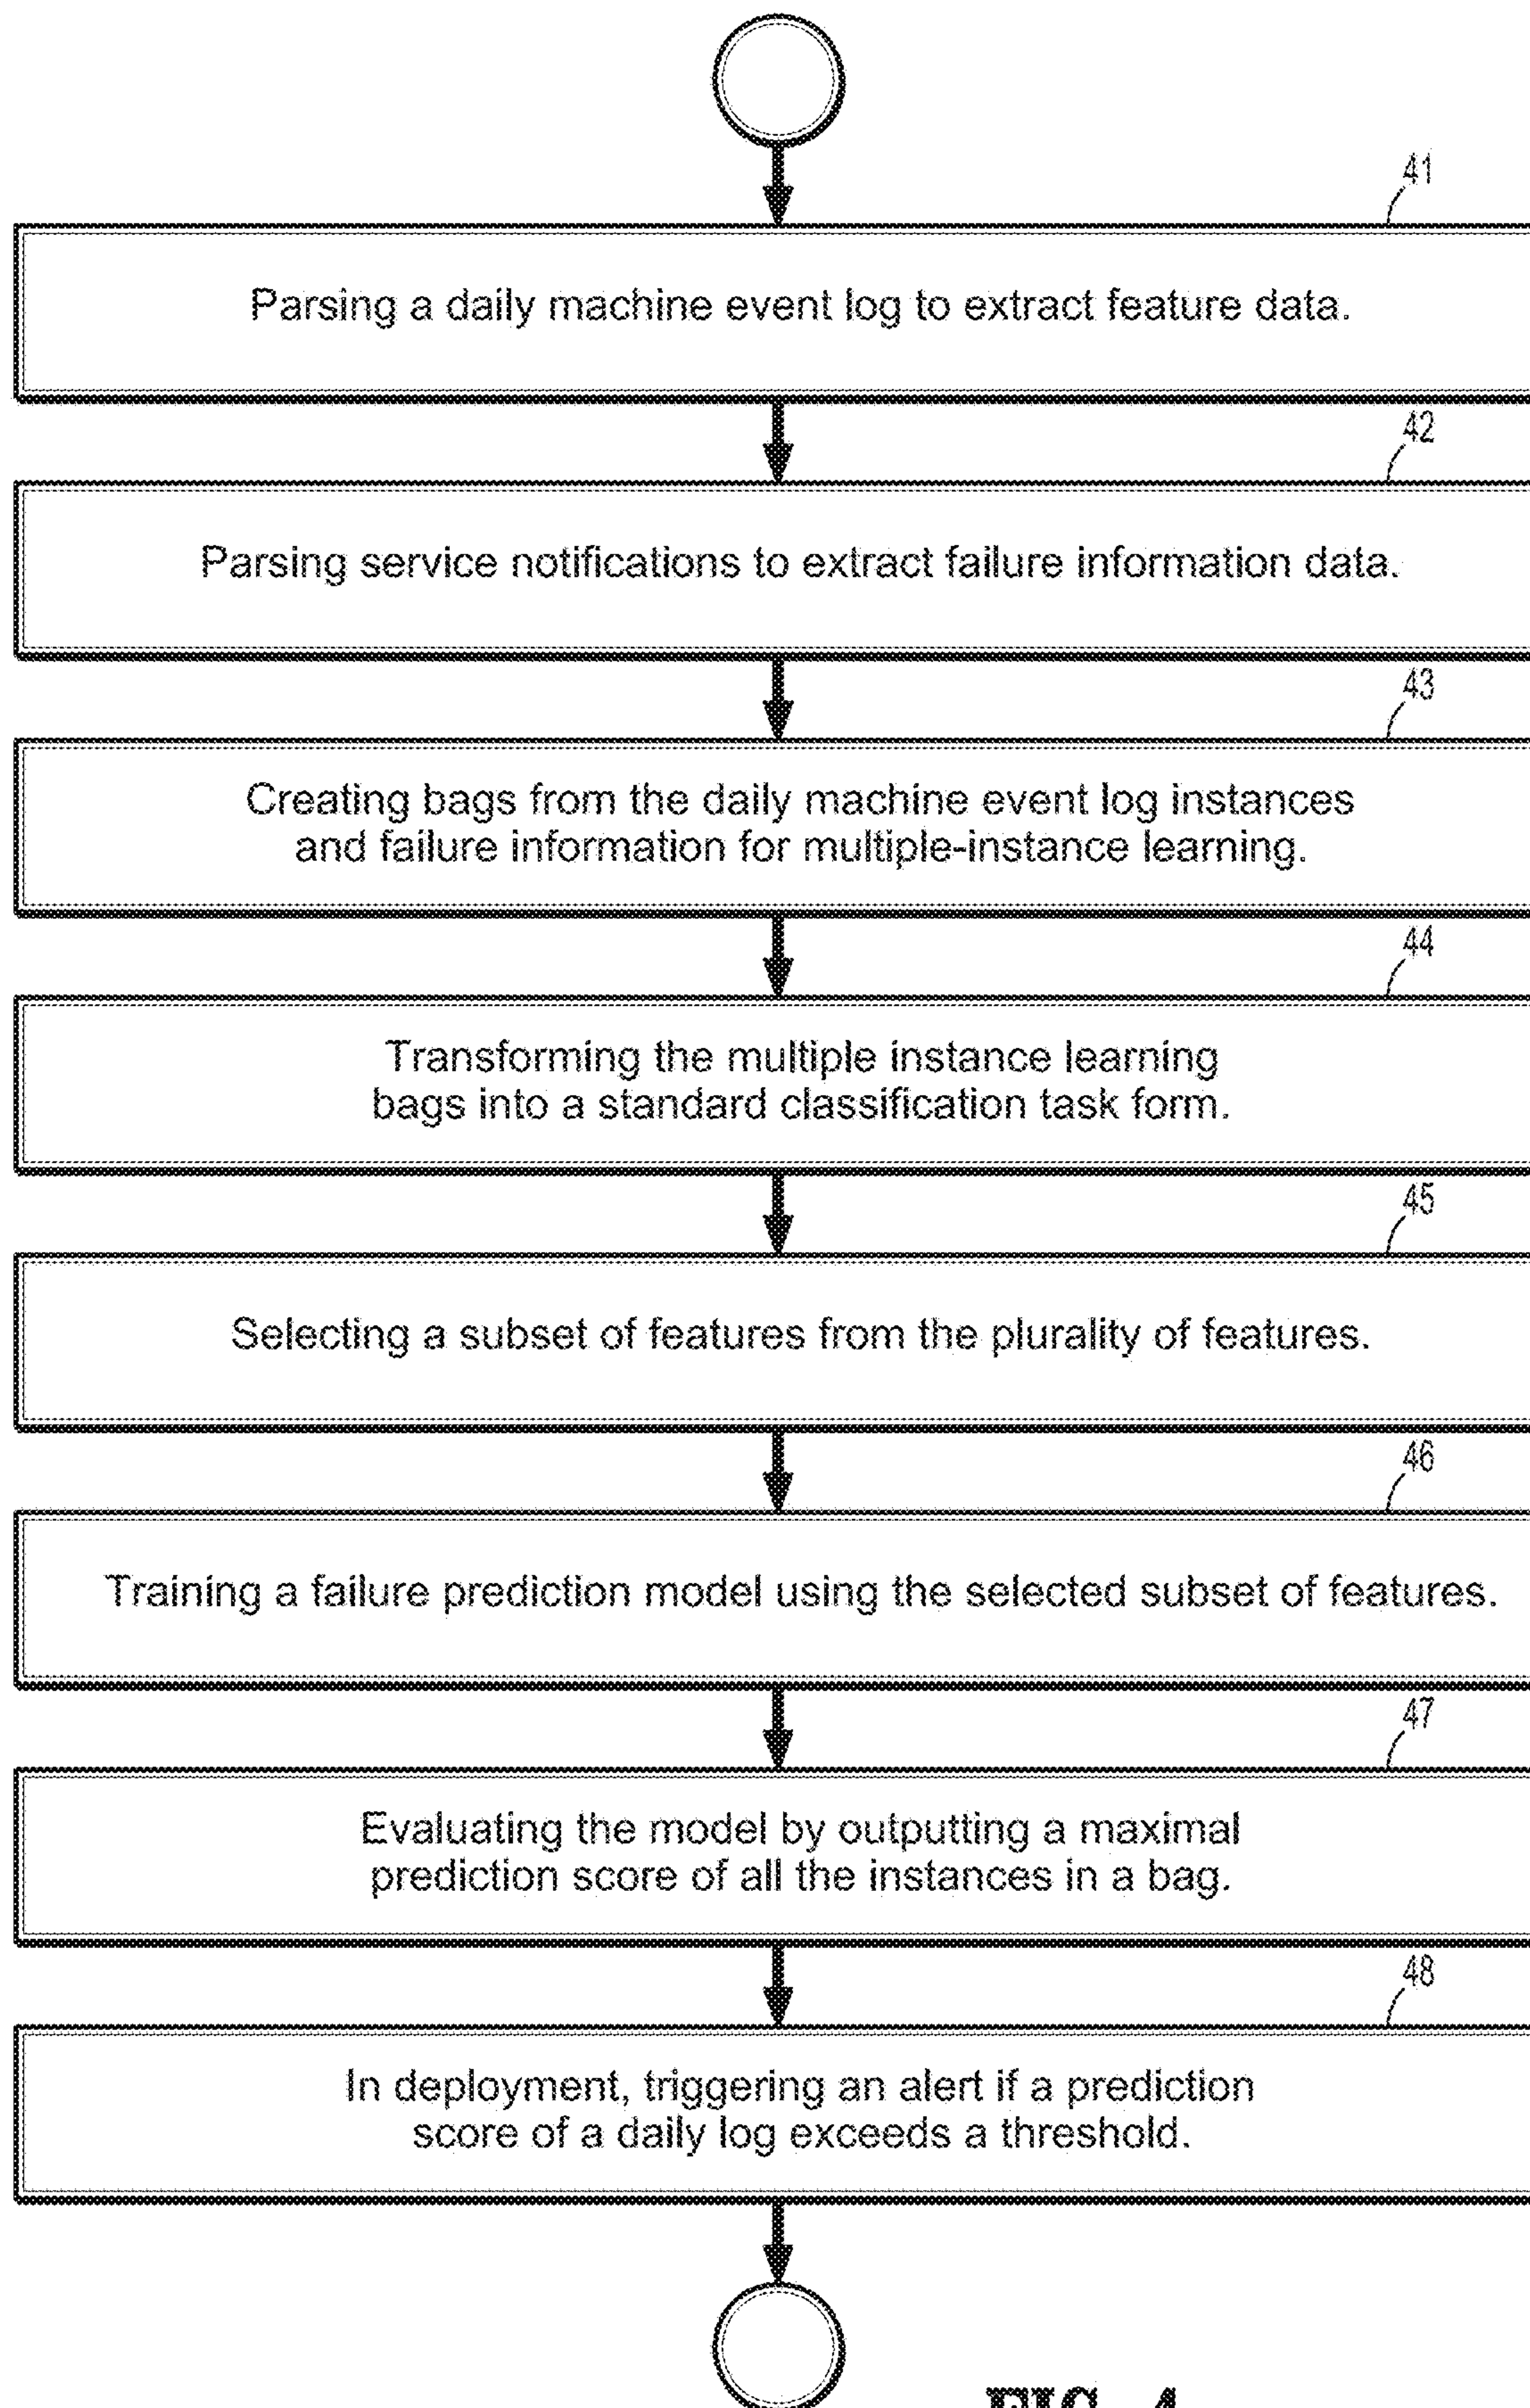 41
Parsing a daily machine event log to extract feature data.
42
Parsing service notifications to extract failure information data.
43
Creating bags from the daily machine event log instances
and failure information for multiple-instance learning.
44
Transforming the multiple instance learning
bags into a standard classification task form.
45
Selecting a subset of features from the plurality of features.
46
Training a failure prediction model using the selected subset of features.
47
Evaluating the model by outputting a maximal
prediction score of all the instances in a bag.
48
In deployment, triggering an alert if a prediction
score of a daily log exceeds a threshold.
FIG. 4